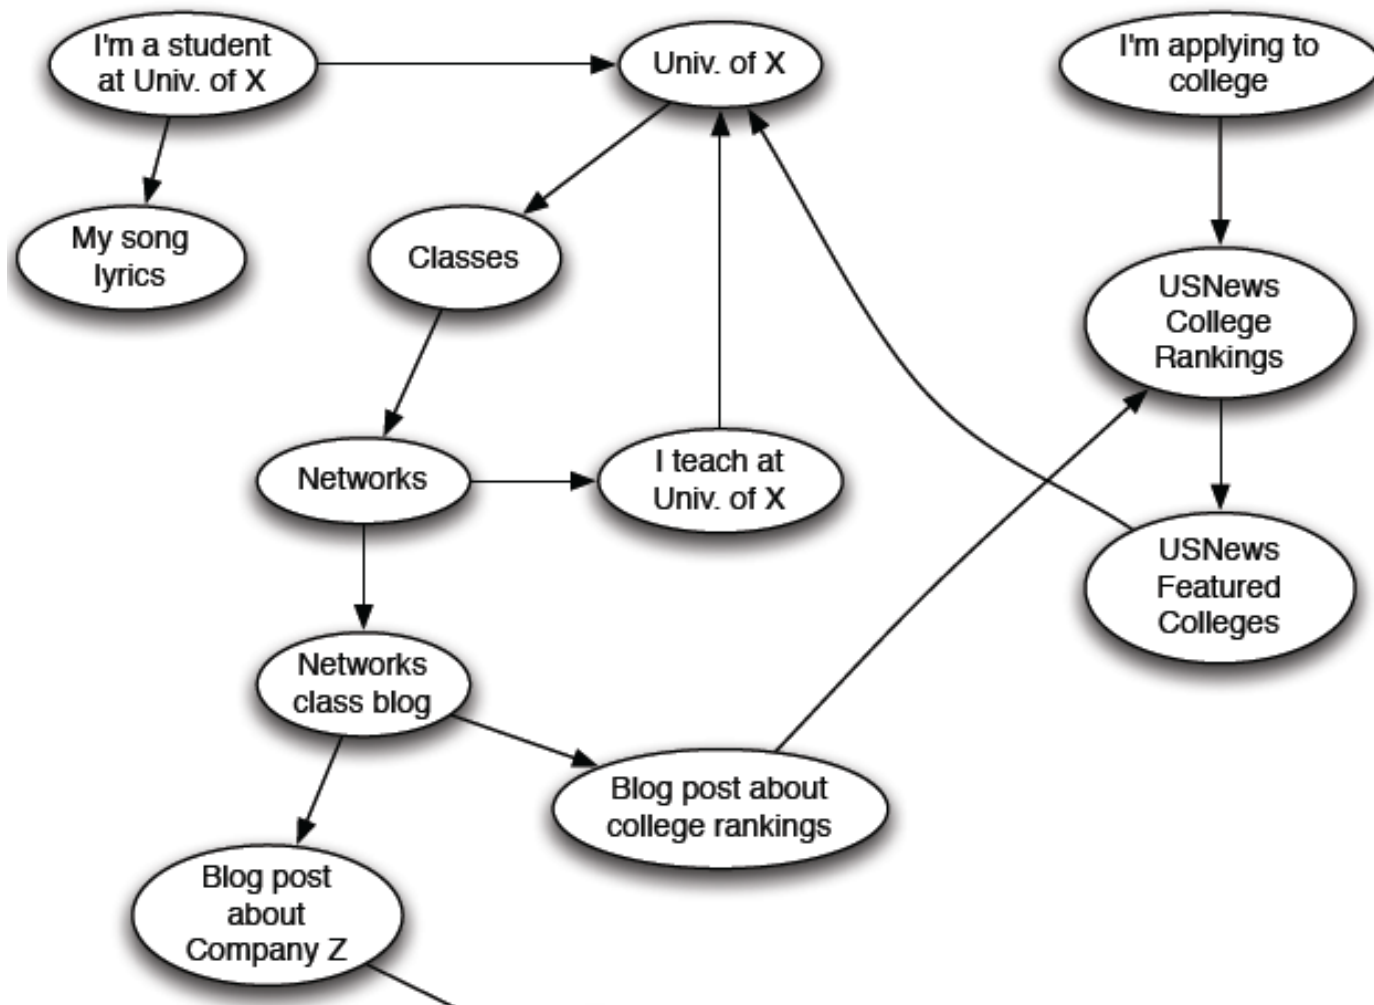 I'm a student
at Univ. of X
Univ. of X
I'm applying to
college
My song
lyrics
Classes
USNews
College
Rankings
Networks
I teach at
Univ. of X
USNews
Featured
Colleges
Networks
class blog
Blog post about
college rankings
Blog post
about
Company Z